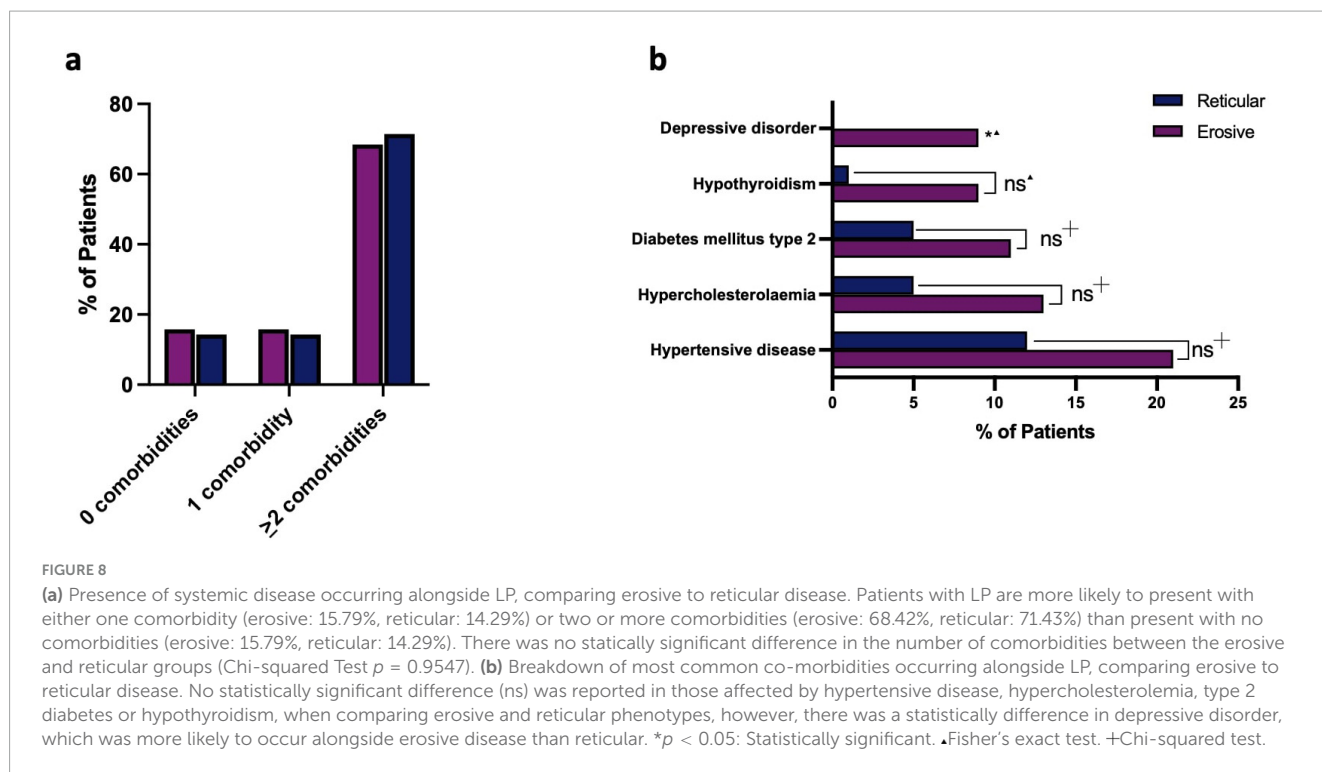 a
80
60
40
20
0
% of Patients
0 comorbidities
1 comorbidity
≥2 comorbidities
b
Reticular
Erosive
Depressive disorder
*▲
Hypothyroidism
ns▲
Diabetes mellitus type 2
ns+
Hypercholesterolaemia
ns+
Hypertensive disease
ns+
0 5 10 15 20 25
% of Patients
FIGURE 8
(a) Presence of systemic disease occurring alongside LP, comparing erosive to reticular disease. Patients with LP are more likely to present with
either one comorbidity (erosive: 15.79%, reticular: 14.29%) or two or more comorbidities (erosive: 68.42%, reticular: 71.43%) than present with no
comorbidities (erosive: 15.79%, reticular: 14.29%). There was no statically significant difference in the number of comorbidities between the erosive
and reticular groups (Chi-squared Test p = 0.9547). (b) Breakdown of most common co-morbidities occurring alongside LP, comparing erosive to
reticular disease. No statistically significant difference (ns) was reported in those affected by hypertensive disease, hypercholesterolemia, type 2
diabetes or hypothyroidism, when comparing erosive and reticular phenotypes, however, there was a statistically difference in depressive disorder,
which was more likely to occur alongside erosive disease than reticular. *p < 0.05: Statistically significant. ▲Fisher's exact test. +Chi-squared test.